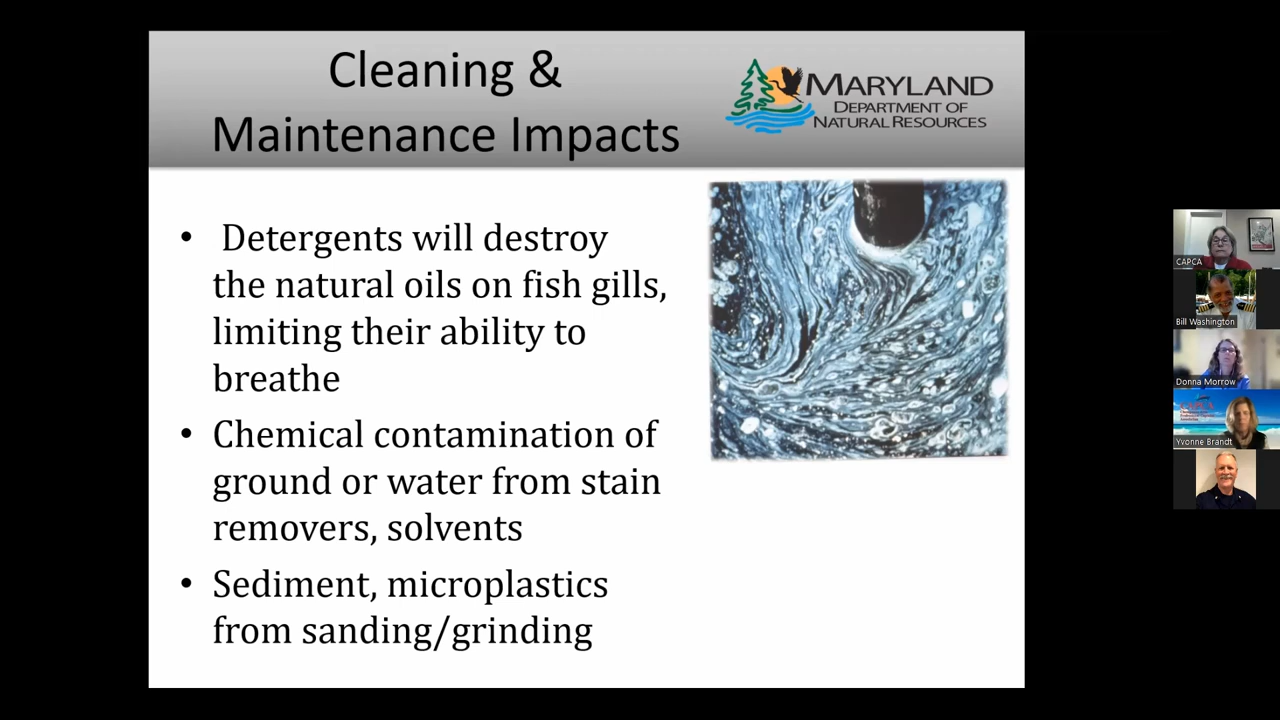 Cleaning &
Maintenance Impacts
MARYLAND
DEPARTMENT OF
NATURAL RESOURCES
• Detergents will destroy
the natural oils on fish gills,
limiting their ability to
breathe
• Chemical contamination of
ground or water from stain
removers, solvents
• Sediment, microplastics
from sanding/grinding
CAPCA
Bill Washington
Donna Morrow
Yvonne Brandt